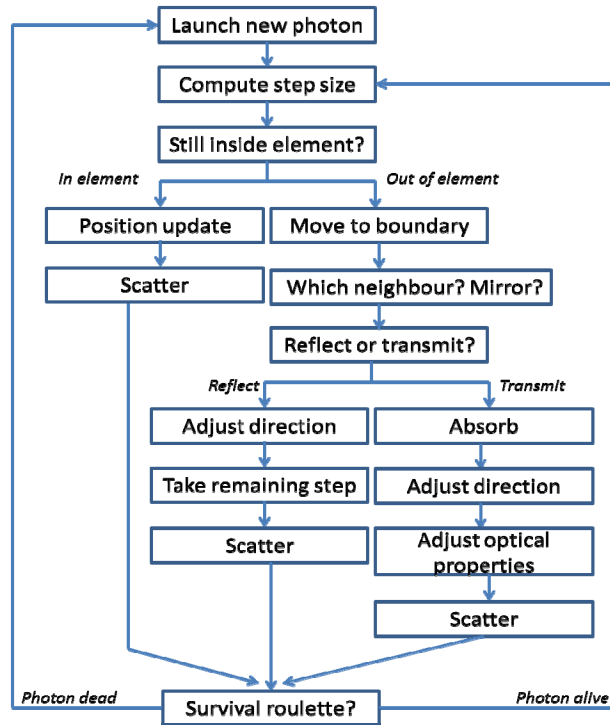 Launch new photon
Compute step size
Still inside element?
In element
Out of element
Position update
Move to boundary
Scatter
Which neighbour? Mirror?
Reflect or transmit?
Reflect
Transmit
Adjust direction
Absorb
Take remaining step
Adjust direction
Scatter
Adjust optical
properties
Scatter
Photon dead
Survival roulette?
Photon alive